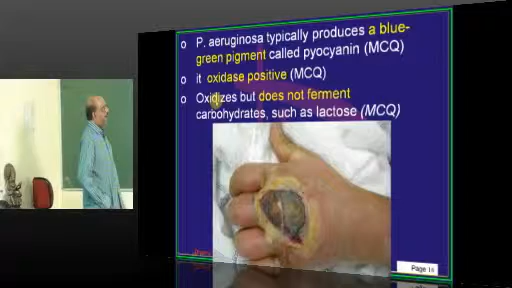 o P. aeruginosa typically produces a blue-
green pigment called pyocyanin (MCQ)
o it oxidase positive (MCQ)
o Oxidizes but does not ferment
carbohydrates, such as lactose (MCQ)
Page 18